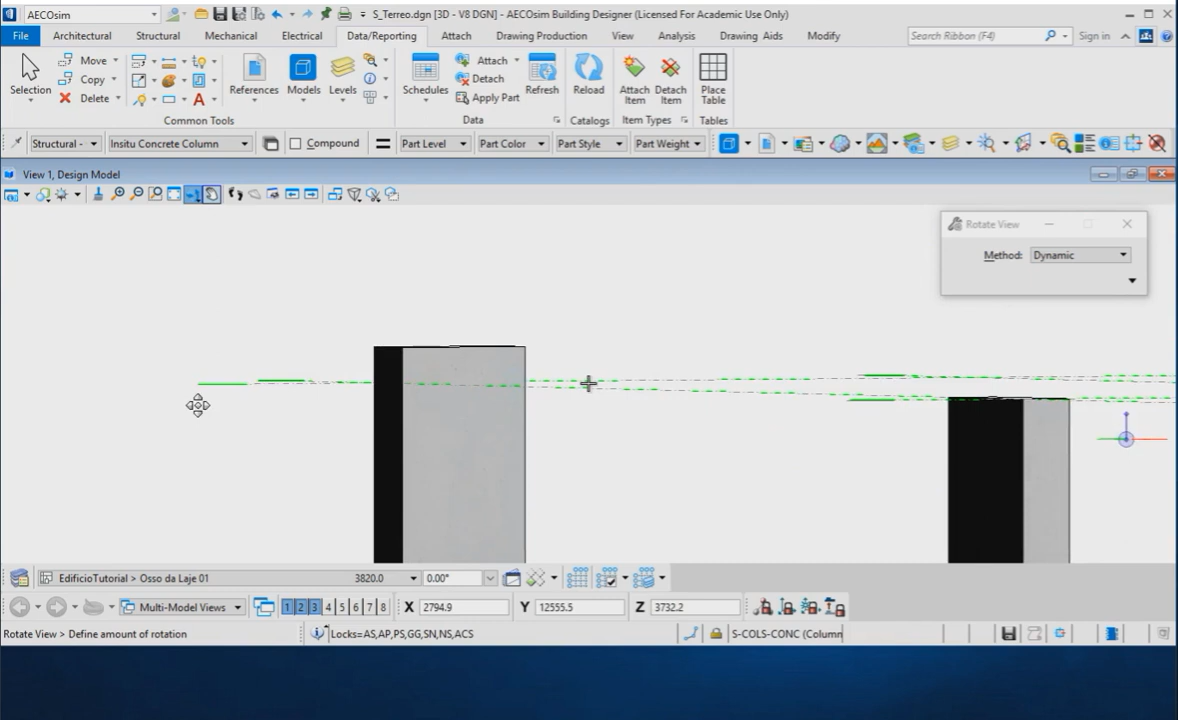 AECOsim S_Terreo.dgn [3D - V8 DGN] - AECOsim Building Designer (Licensed For Academic Use Only)
File Architectural Structural Mechanical Electrical Data/Reporting Attach Drawing Production View Analysis Drawing Aids Modify Search Ribbon (F4) Sign in
Move
Copy
Delete
Selection
References Models Levels
Common Tools
Schedules
Attach
Detach
Apply Part
Refresh
Data
Reload
Catalogs
Attach Item
Detach Item
Item Types
Place Table
Tables
Structural - Insitu Concrete Column Compound Part Level Part Color Part Style Part Weight
View 1, Design Model
Rotate View
Method: Dynamic
EdificioTutorial > Osso da Laje 01 3820.0 0.00°
Multi-Model Views 1 2 3 4 5 6 7 8 X 2794.9 Y 12555.5 Z 3732.2
Rotate View > Define amount of rotation Locks=AS,AP,PS,GG,SN,NS,ACS S-COLS-CONC (Column